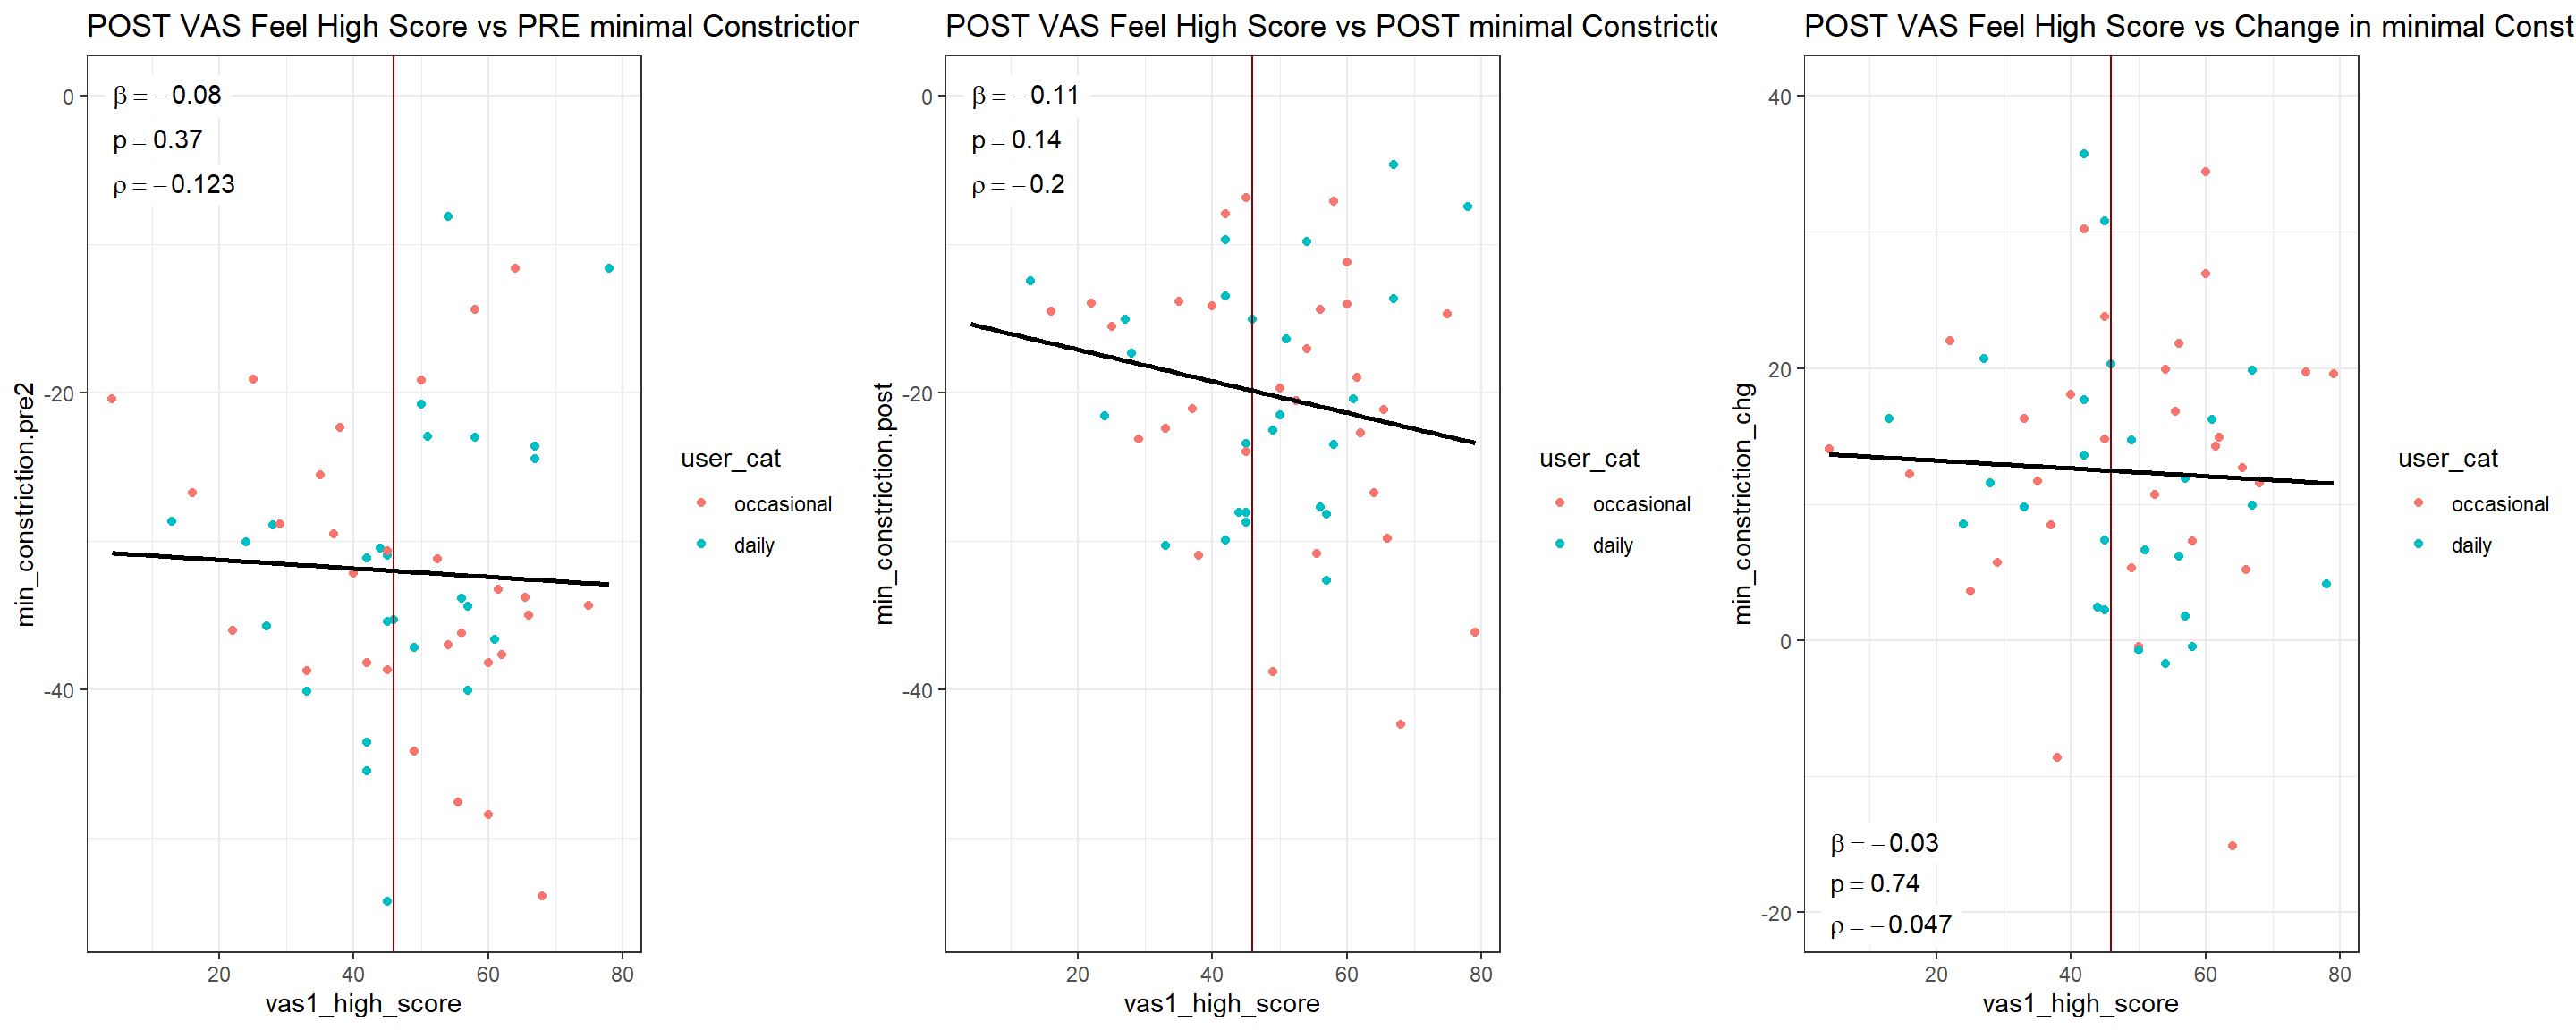 POST VAS Feel High Score vs PRE minimal Constriction
β = −0.08
p = 0.37
ρ = −0.123
0
-20
-40
min_constriction.pre2
20 40 60 80
vas1_high_score
user_cat
occasional
daily
POST VAS Feel High Score vs POST minimal Constrictic
β = −0.11
p = 0.14
ρ = −0.2
0
-20
-40
min_constriction.post
20 40 60 80
vas1_high_score
user_cat
occasional
daily
POST VAS Feel High Score vs Change in minimal Const
40
20
0
-20
min_constriction_chg
β = −0.03
p = 0.74
ρ = −0.047
20 40 60 80
vas1_high_score
user_cat
occasional
daily